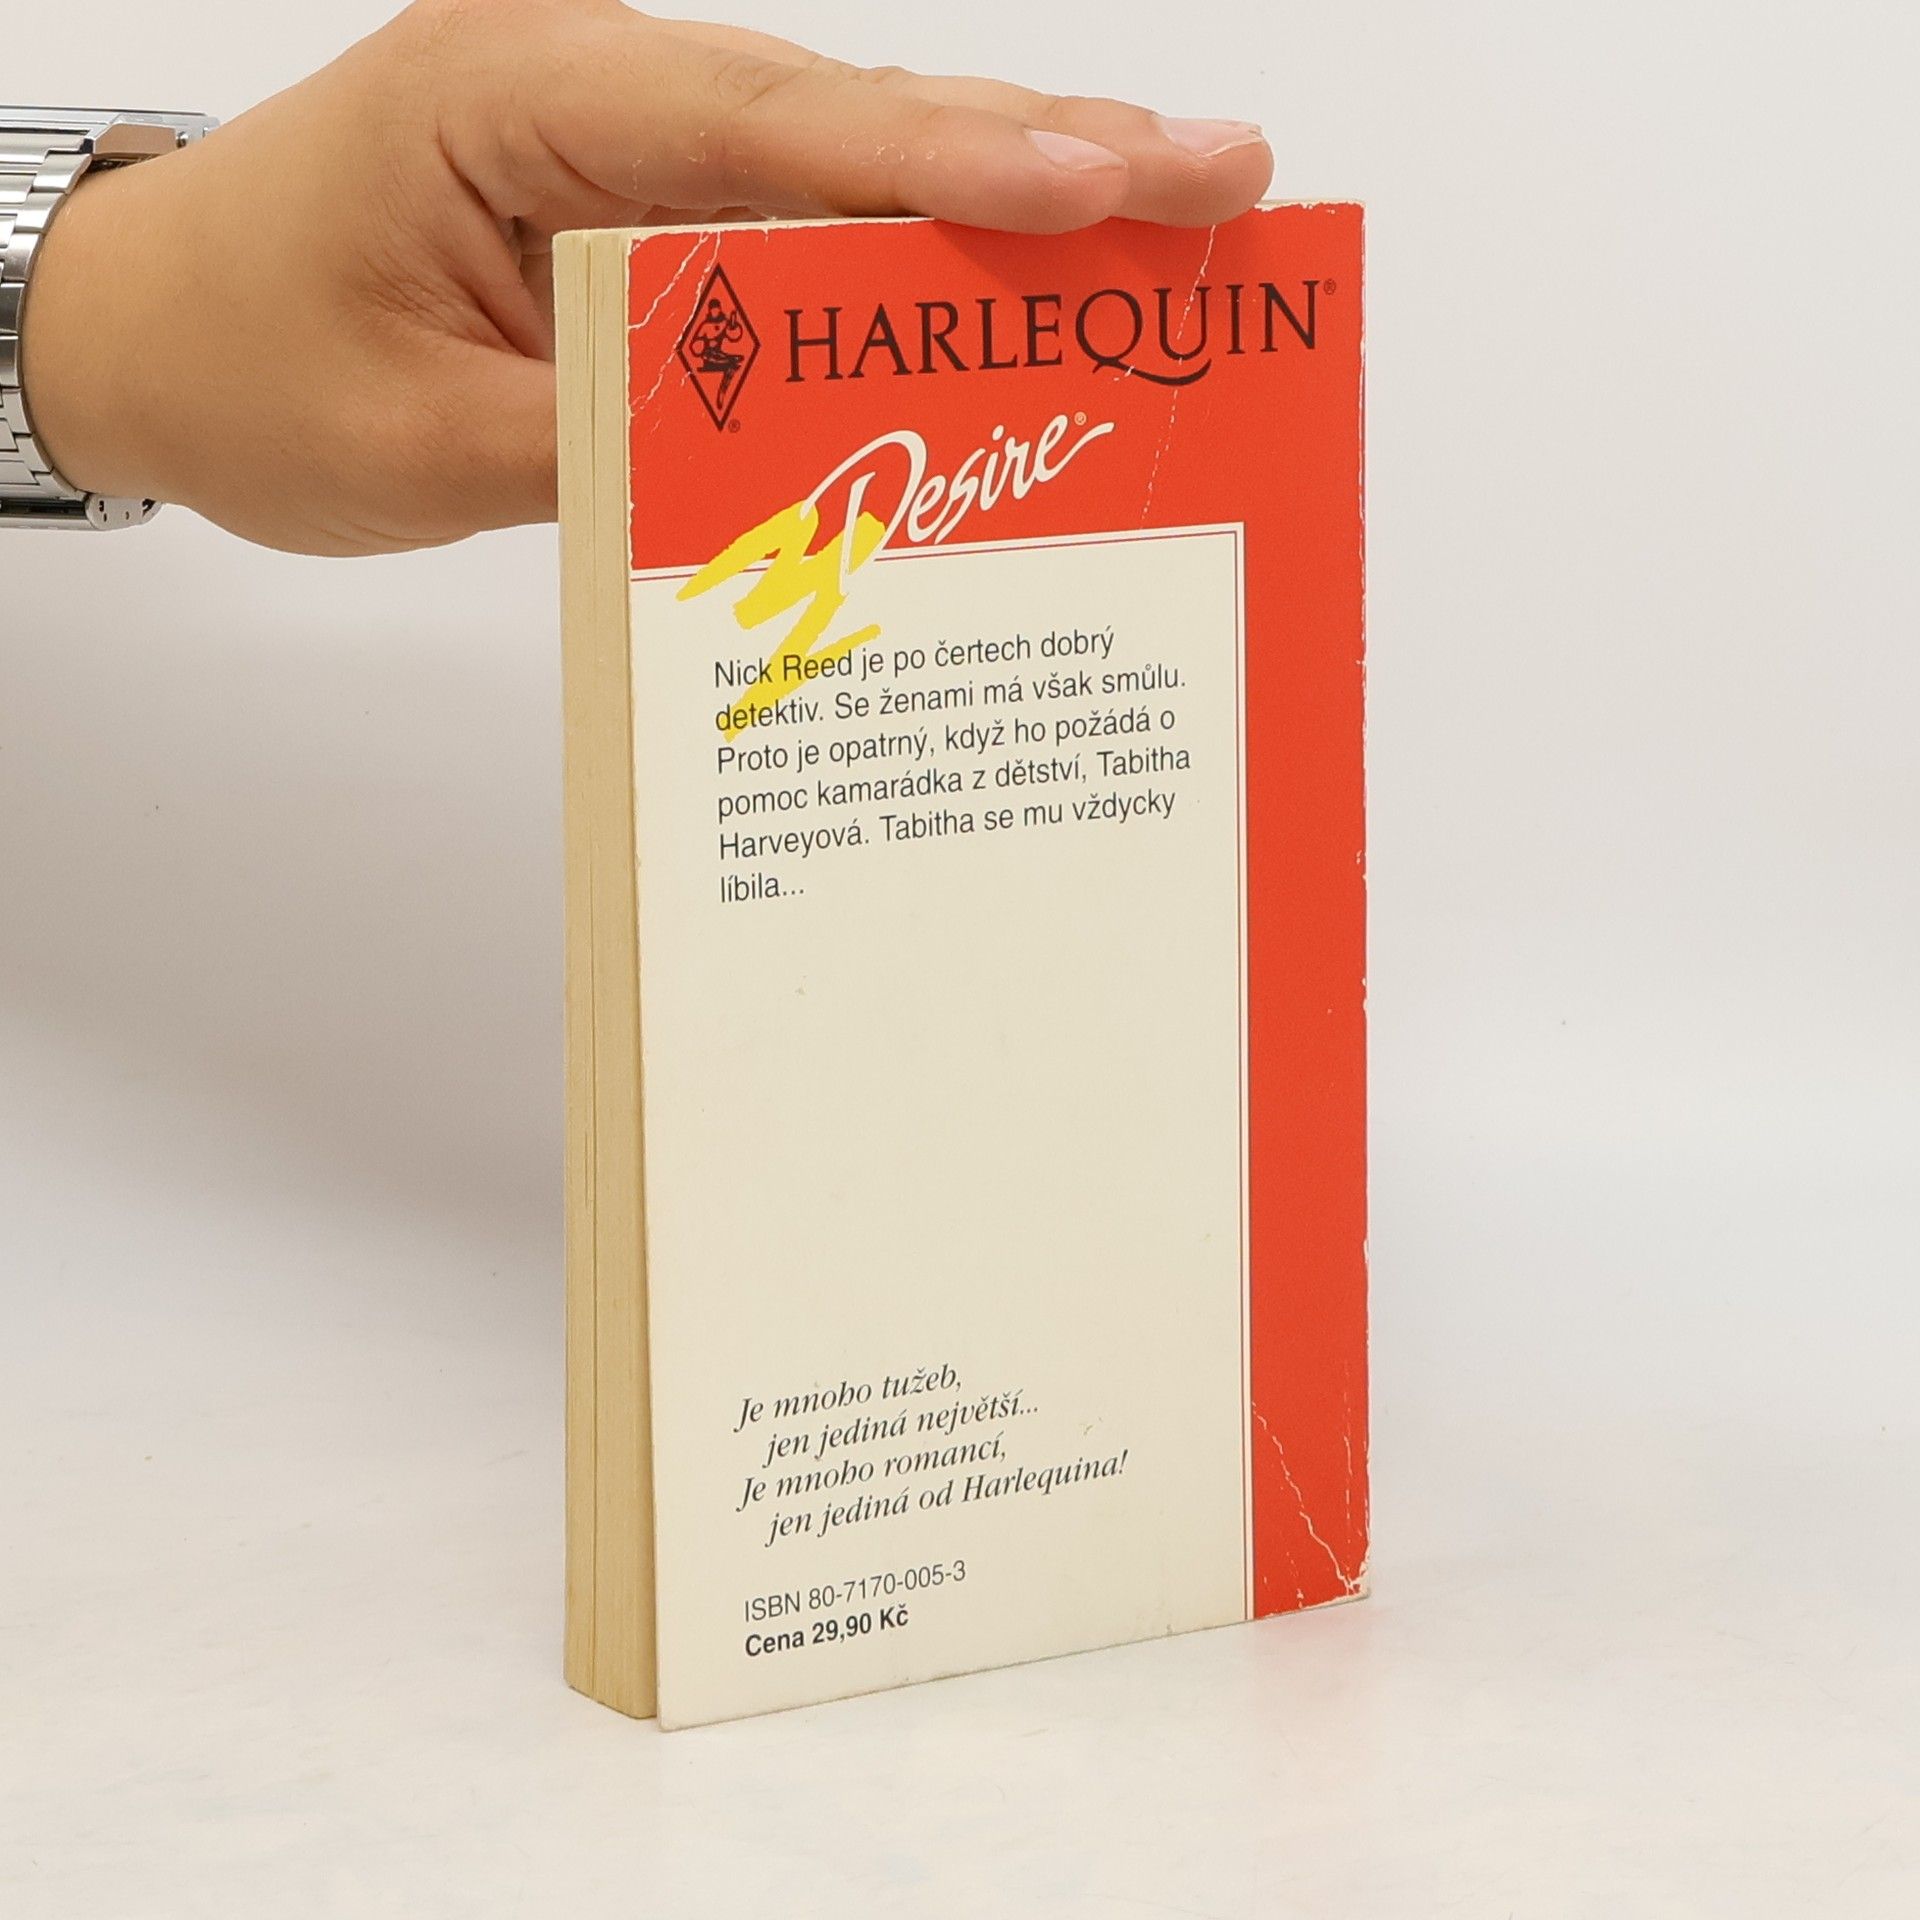 HARLEQUIN®
Desire®
Nick Reed je po čertech dobrý
detektiv. Se ženami má však smůlu.
Proto je opatrný, když ho požádá o
pomoc kamarádka z dětství, Tabitha
Harveyová. Tabitha se mu vždycky
líbila...
Je mnoho tužeb,
jen jediná největší...
Je mnoho romancí,
jen jediná od Harlequina!
ISBN 80-7170-005-3
Cena 29,90 Kč